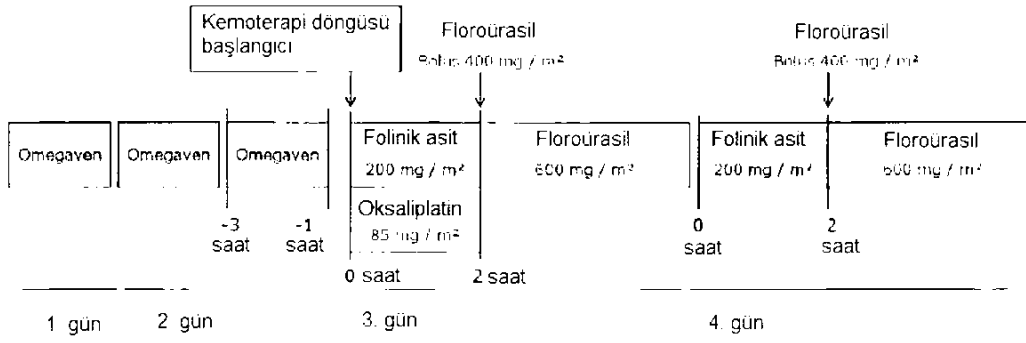 Kemoterapi döngüsü
başlangıcı
Floroürasil
Bolus 400 mg / m²
Floroürasil
Bolus 400 mg / m²
Omegaven
Omegaven
Omegaven
Folinik asit
200 mg / m²
Oksaliplatin
85 mg / m²
Floroürasil
600 mg / m²
Folinik asit
200 mg / m²
Floroürasil
600 mg / m²
-3
saat
-1
saat
0 saat
2 saat
0
saat
2
saat
1 gün
2 gün
3. gün
4. gün